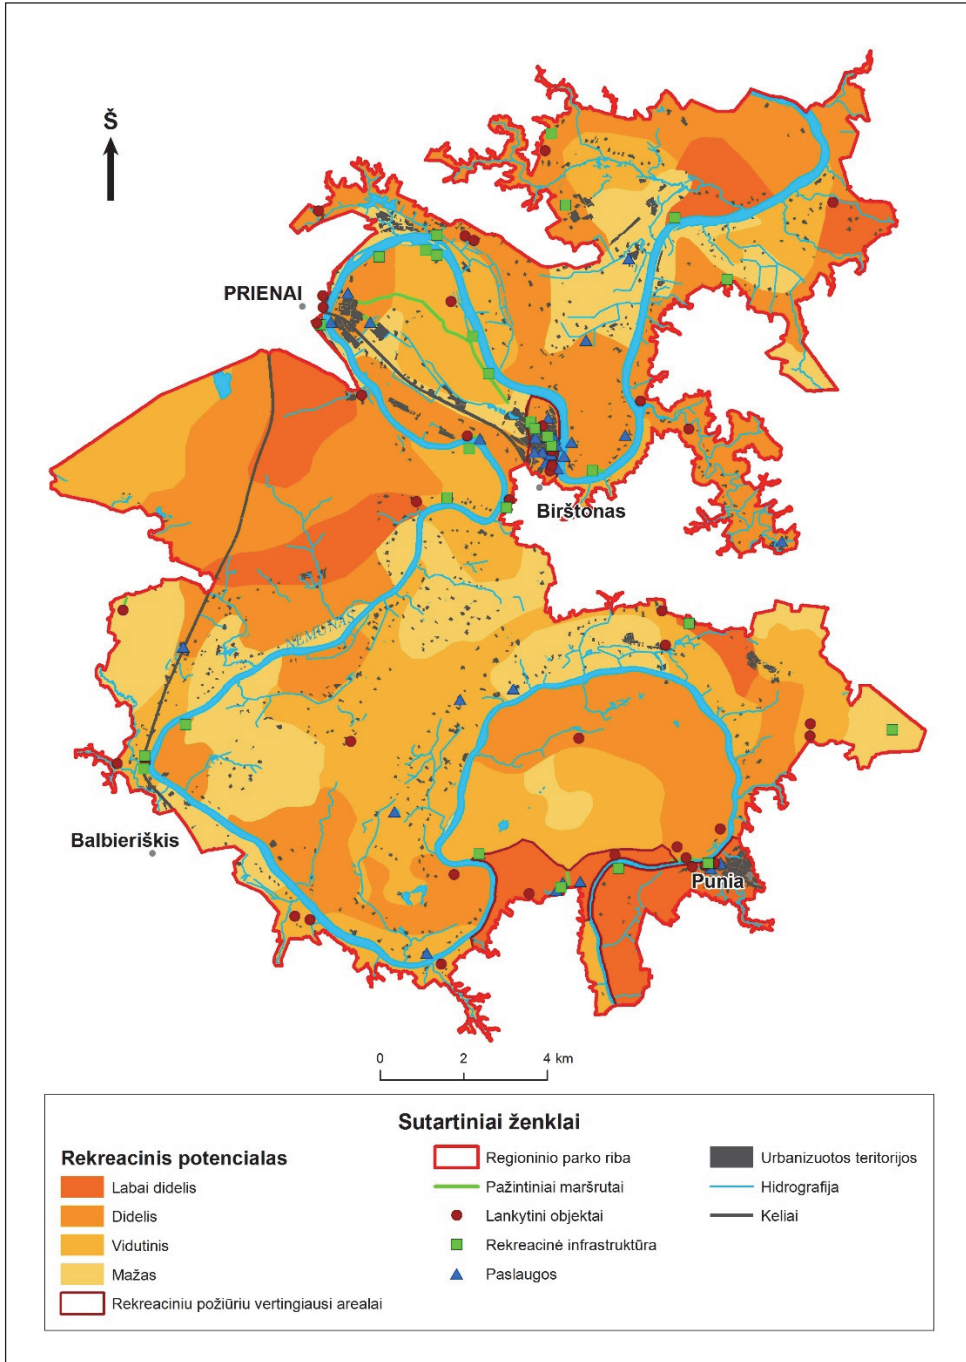 Š
PRIENAI
Birštonas
NEMUNAS
Balbieriškis
Punia
0 2 4 km
Sutartiniai ženklai
Rekreacinis potencialas
Labai didelis
Didelis
Vidutinis
Mažas
Rekreaciniu požiūriu vertingiausi arealai
Regioninio parko riba
Pažintiniai maršrutai
Lankytini objektai
Rekreacinė infrastruktūra
Paslaugos
Urbanizuotos teritorijos
Hidrografija
Keliai